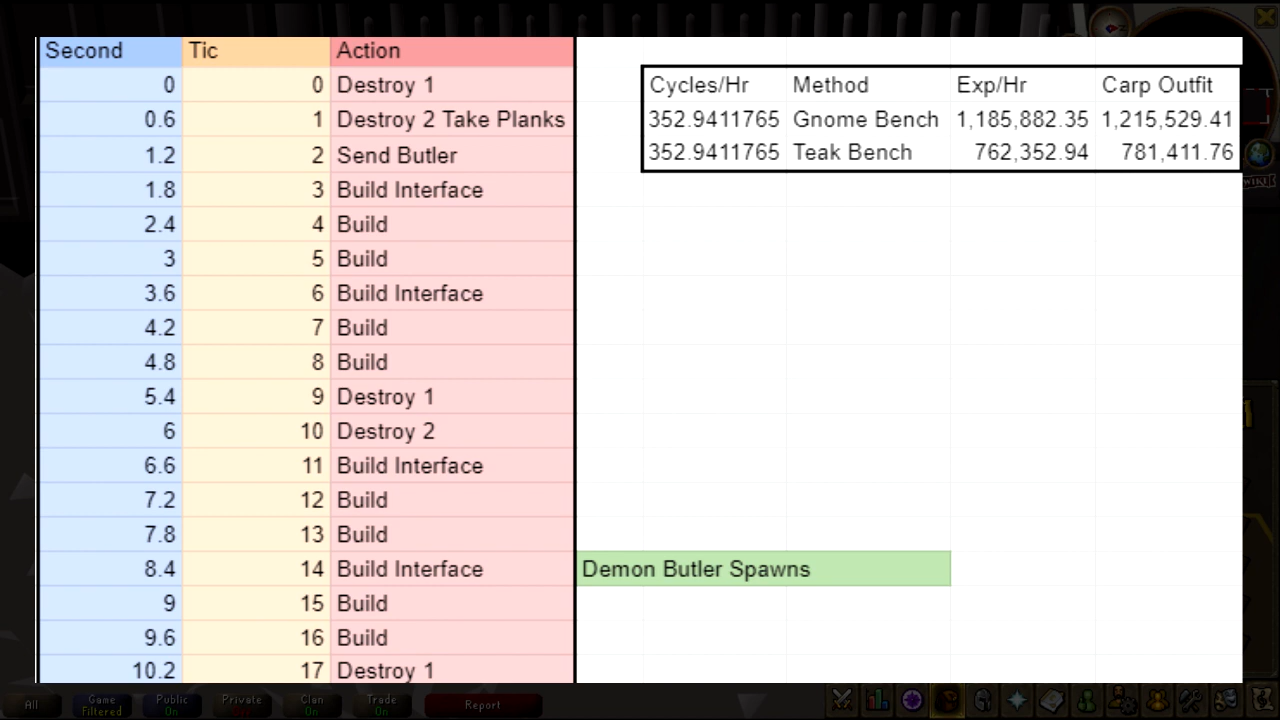 Second Tic Action
0 0 Destroy 1
Cycles/Hr Method Exp/Hr Carp Outfit
0.6 1 Destroy 2 Take Planks
352.9411765 Gnome Bench 1,185,882.35 1,215,529.41
1.2 2 Send Butler
352.9411765 Teak Bench 762,352.94 781,411.76
1.8 3 Build Interface
2.4 4 Build
3 5 Build
3.6 6 Build Interface
4.2 7 Build
4.8 8 Build
5.4 9 Destroy 1
6 10 Destroy 2
6.6 11 Build Interface
7.2 12 Build
7.8 13 Build
8.4 14 Build Interface Demon Butler Spawns
9 15 Build
9.6 16 Build
10.2 17 Destroy 1
All Game Filtered Public On Private Clan On Trade On Report
WIKI